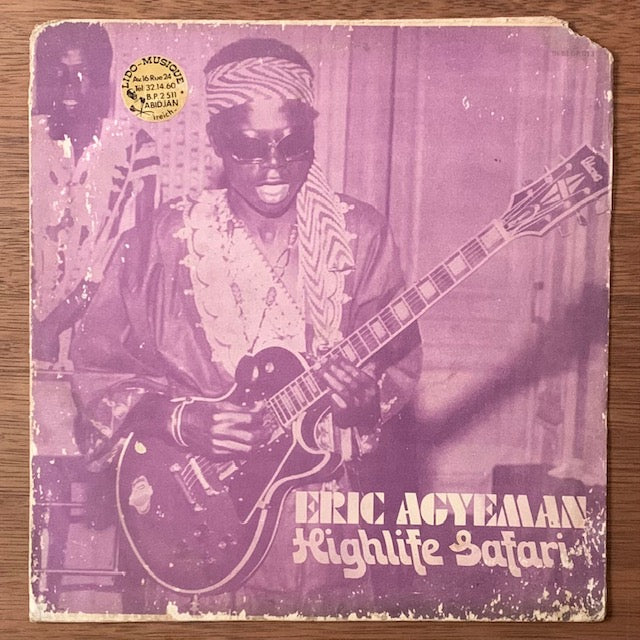 LIDO-MUSIQUE
Av.16 Rue 24
Tél 32.14.60
B.P. 2511
ABIDJAN
ERIC AGYEMAN
Highlife Safari